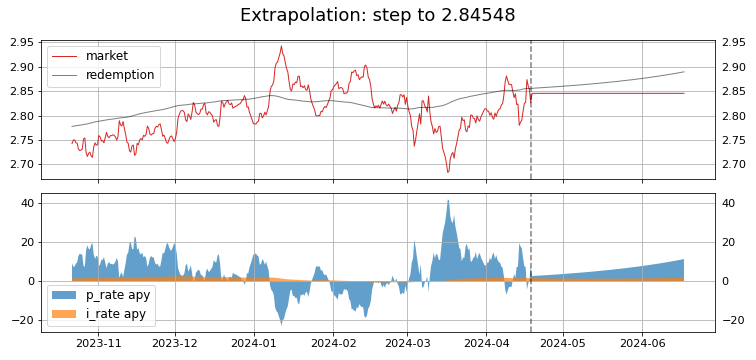 Extrapolation: step to 2.84548
2.95 2.95
market
redemption
2.90 2.90
2.85 2.85
2.80 2.80
2.75 2.75
2.70 2.70
40 40
20 20
0 0
p_rate apy
i_rate apy
−20 −20
2023-11 2023-12 2024-01 2024-02 2024-03 2024-04 2024-05 2024-06